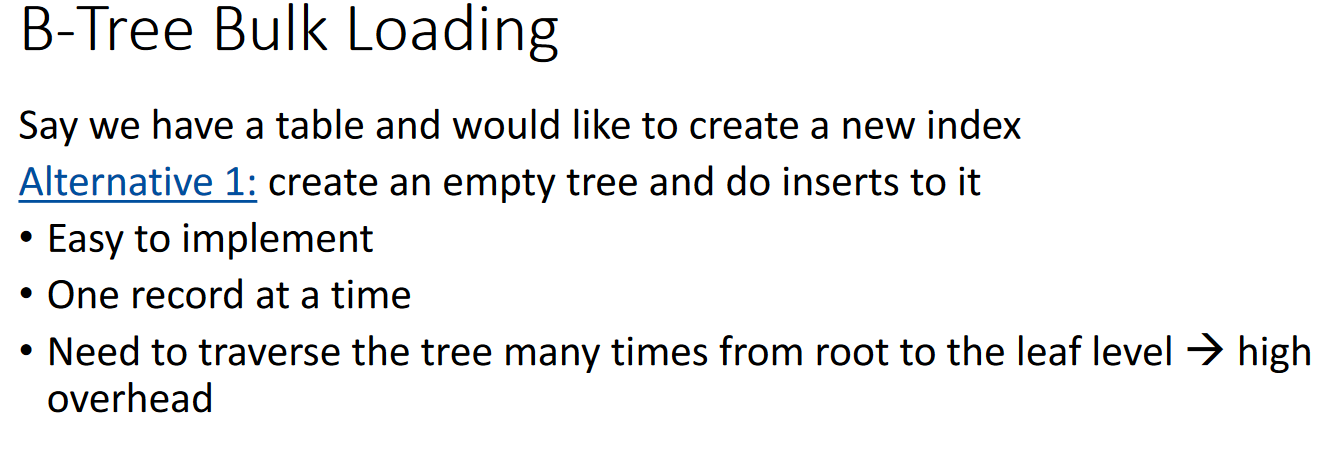 B-Tree Bulk Loading
Say we have a table and would like to create a new index
Alternative 1: create an empty tree and do inserts to it
• Easy to implement
• One record at a time
• Need to traverse the tree many times from root to the leaf level → high
overhead